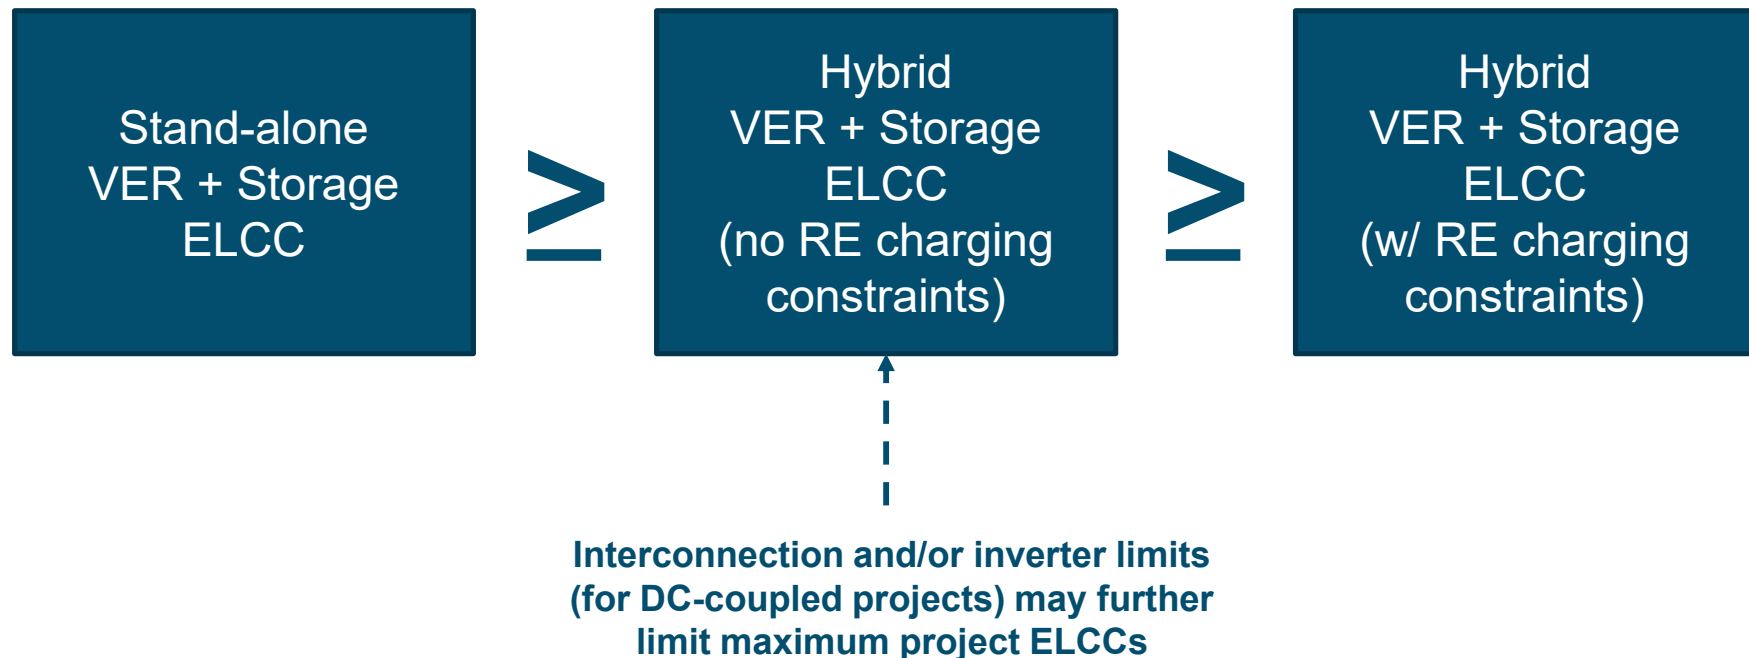 Stand-alone
VER + Storage
ELCC
≥
Hybrid
VER + Storage
ELCC
(no RE charging
constraints)
≥
Hybrid
VER + Storage
ELCC
(w/ RE charging
constraints)
Interconnection and/or inverter limits
(for DC-coupled projects) may further
limit maximum project ELCCs